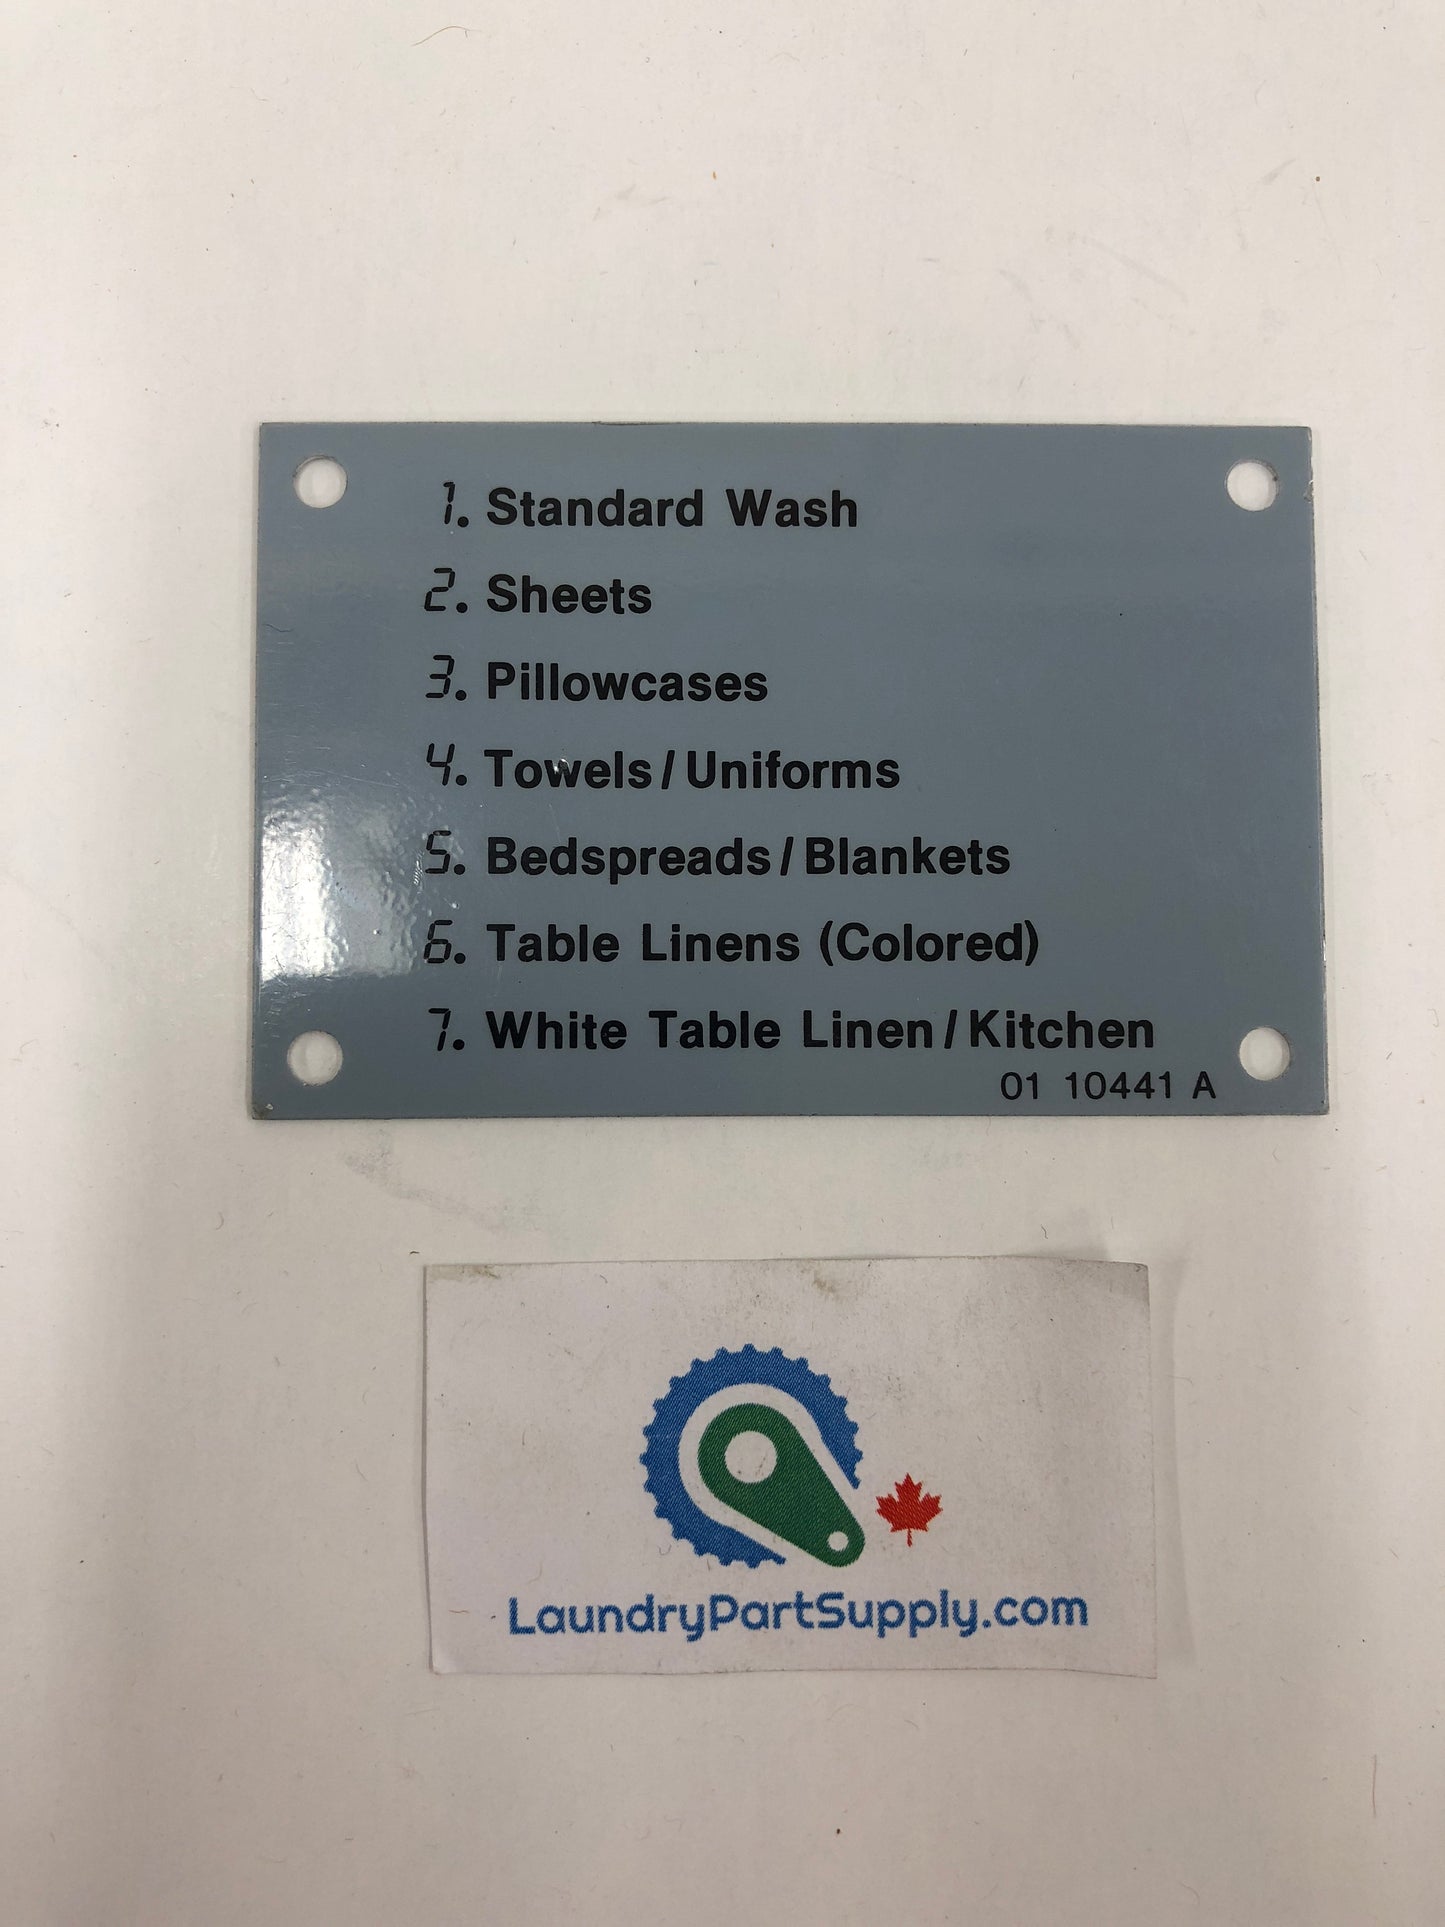 1. Standard Wash
2. Sheets
3. Pillowcases
4. Towels/Uniforms
5. Bedspreads/Blankets
6. Table Linens (Colored)
7. White Table Linen/Kitchen
01 10441 A
LaundryPartSupply.com